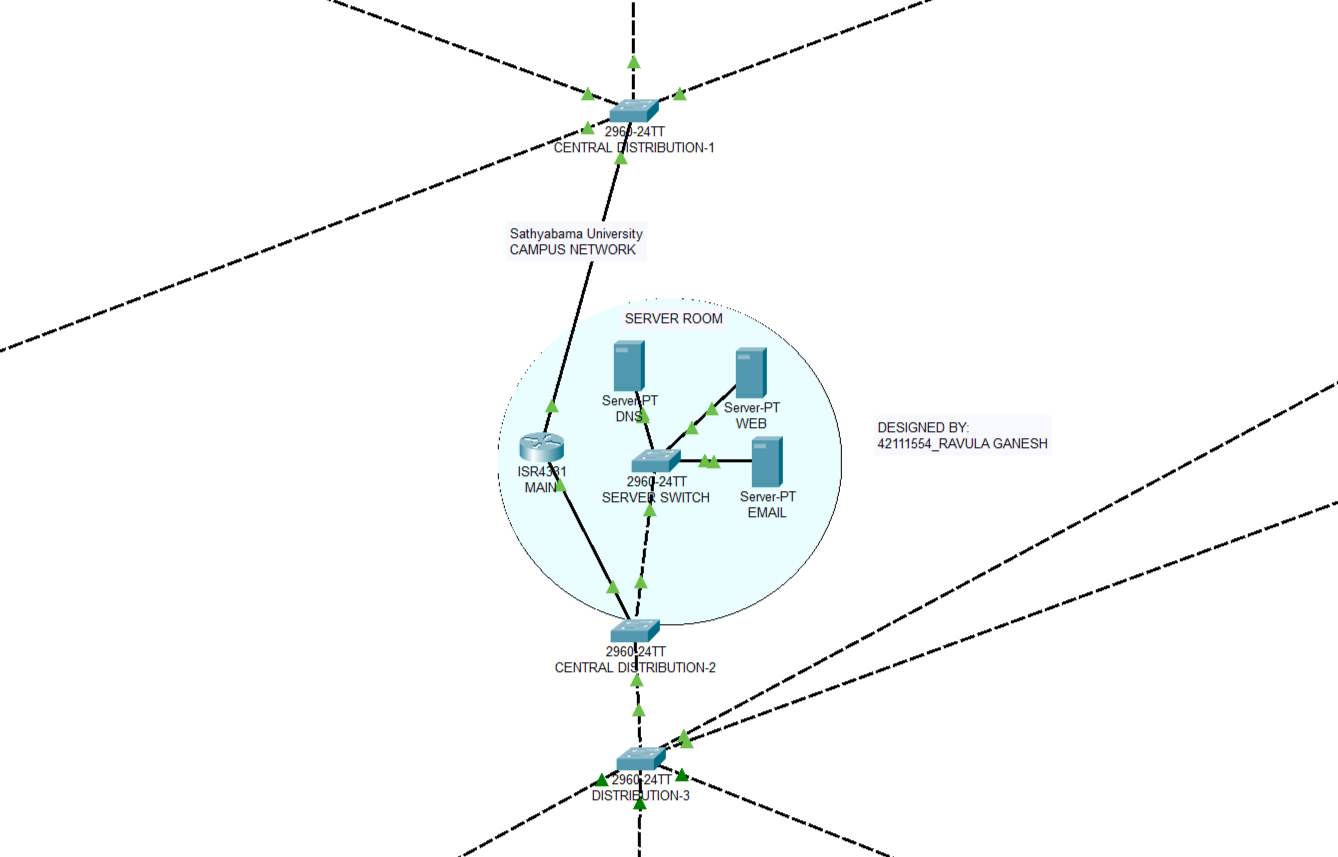 2960-24TT
CENTRAL DISTRIBUTION-1
Sathyabama University
CAMPUS NETWORK
SERVER ROOM
Server-PT
DNS
Server-PT
WEB
DESIGNED BY:
42111554_RAVULA GANESH
ISR4331
MAIN
2960-24TT
SERVER SWITCH
Server-PT
EMAIL
2960-24TT
CENTRAL DISTRIBUTION-2
2960-24TT
DISTRIBUTION-3